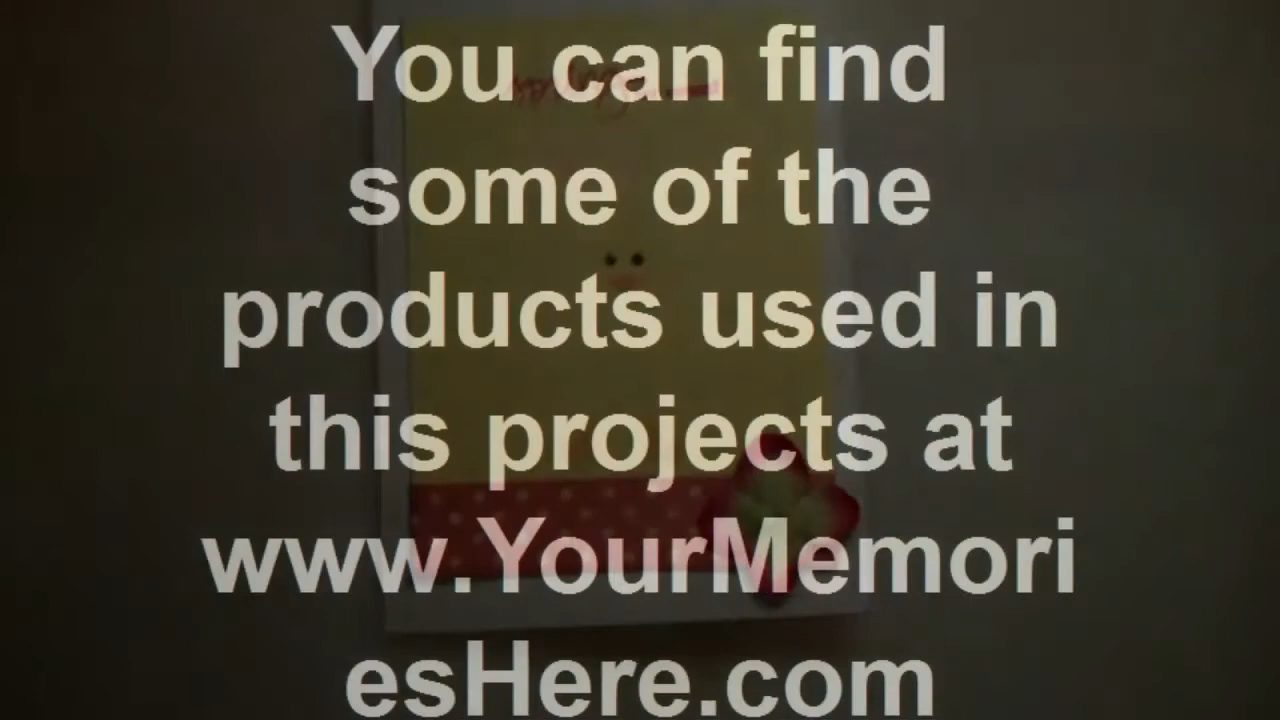 You can find
some of the
products used in
this projects at
www.YourMemori
esHere.com